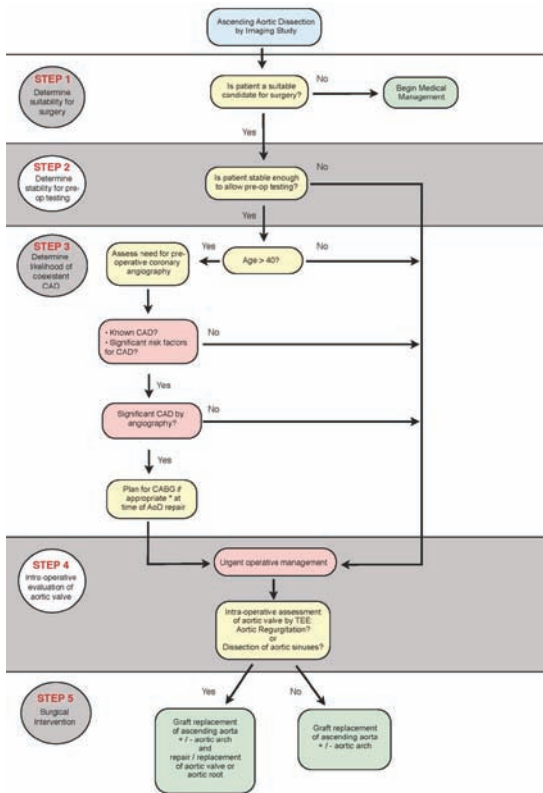 Ascending Aortic Dissection
by Imaging Study
STEP 1
Determine
suitability for
surgery
Is patient a suitable
candidate for surgery?
No
Begin Medical
Management
Yes
STEP 2
Determine
stability for pre-
op testing
Is patient stable enough
to allow pre-op testing?
No
Yes
STEP 3
Determine
likelihood of
coexistent
CAD
Assess need for pre-
operative coronary
angiography
Yes
Age > 40?
No
• Known CAD?
• Significant risk factors
for CAD?
No
Yes
Significant CAD by
angiography?
No
Yes
Plan for CABG if
appropriate * at
time of AoD repair
STEP 4
Intra-operative
evaluation of
aortic valve
Urgent operative management
Intra-operative assessment
of aortic valve by TEE:
Aortic Regurgitation?
or
Dissection of aortic sinuses?
STEP 5
Surgical
Intervention
Yes
No
Graft replacement
of ascending aorta
+ / - aortic arch
and
repair / replacement
of aortic valve or
aortic root
Graft replacement
of ascending aorta
+ / - aortic arch